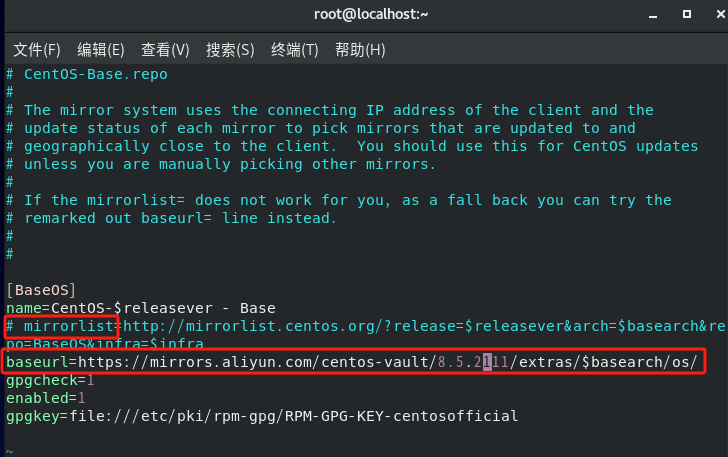 root@localhost:~
文件(F) 编辑(E) 查看(V) 搜索(S) 终端(T) 帮助(H)
# CentOS-Base.repo
#
# The mirror system uses the connecting IP address of the client and the
# update status of each mirror to pick mirrors that are updated to and
# geographically close to the client.  You should use this for CentOS updates
# unless you are manually picking other mirrors.
#
# If the mirrorlist= does not work for you, as a fall back you can try the
# remarked out baseurl= line instead.
#
#
[BaseOS]
name=CentOS-$releasever - Base
# mirrorlist=http://mirrorlist.centos.org/?release=$releasever&arch=$basearch&re
po=BaseOS&infra=$infra
baseurl=https://mirrors.aliyun.com/centos-vault/8.5.2111/extras/$basearch/os/
gpgcheck=1
enabled=1
gpgkey=file:///etc/pki/rpm-gpg/RPM-GPG-KEY-centosofficial
~